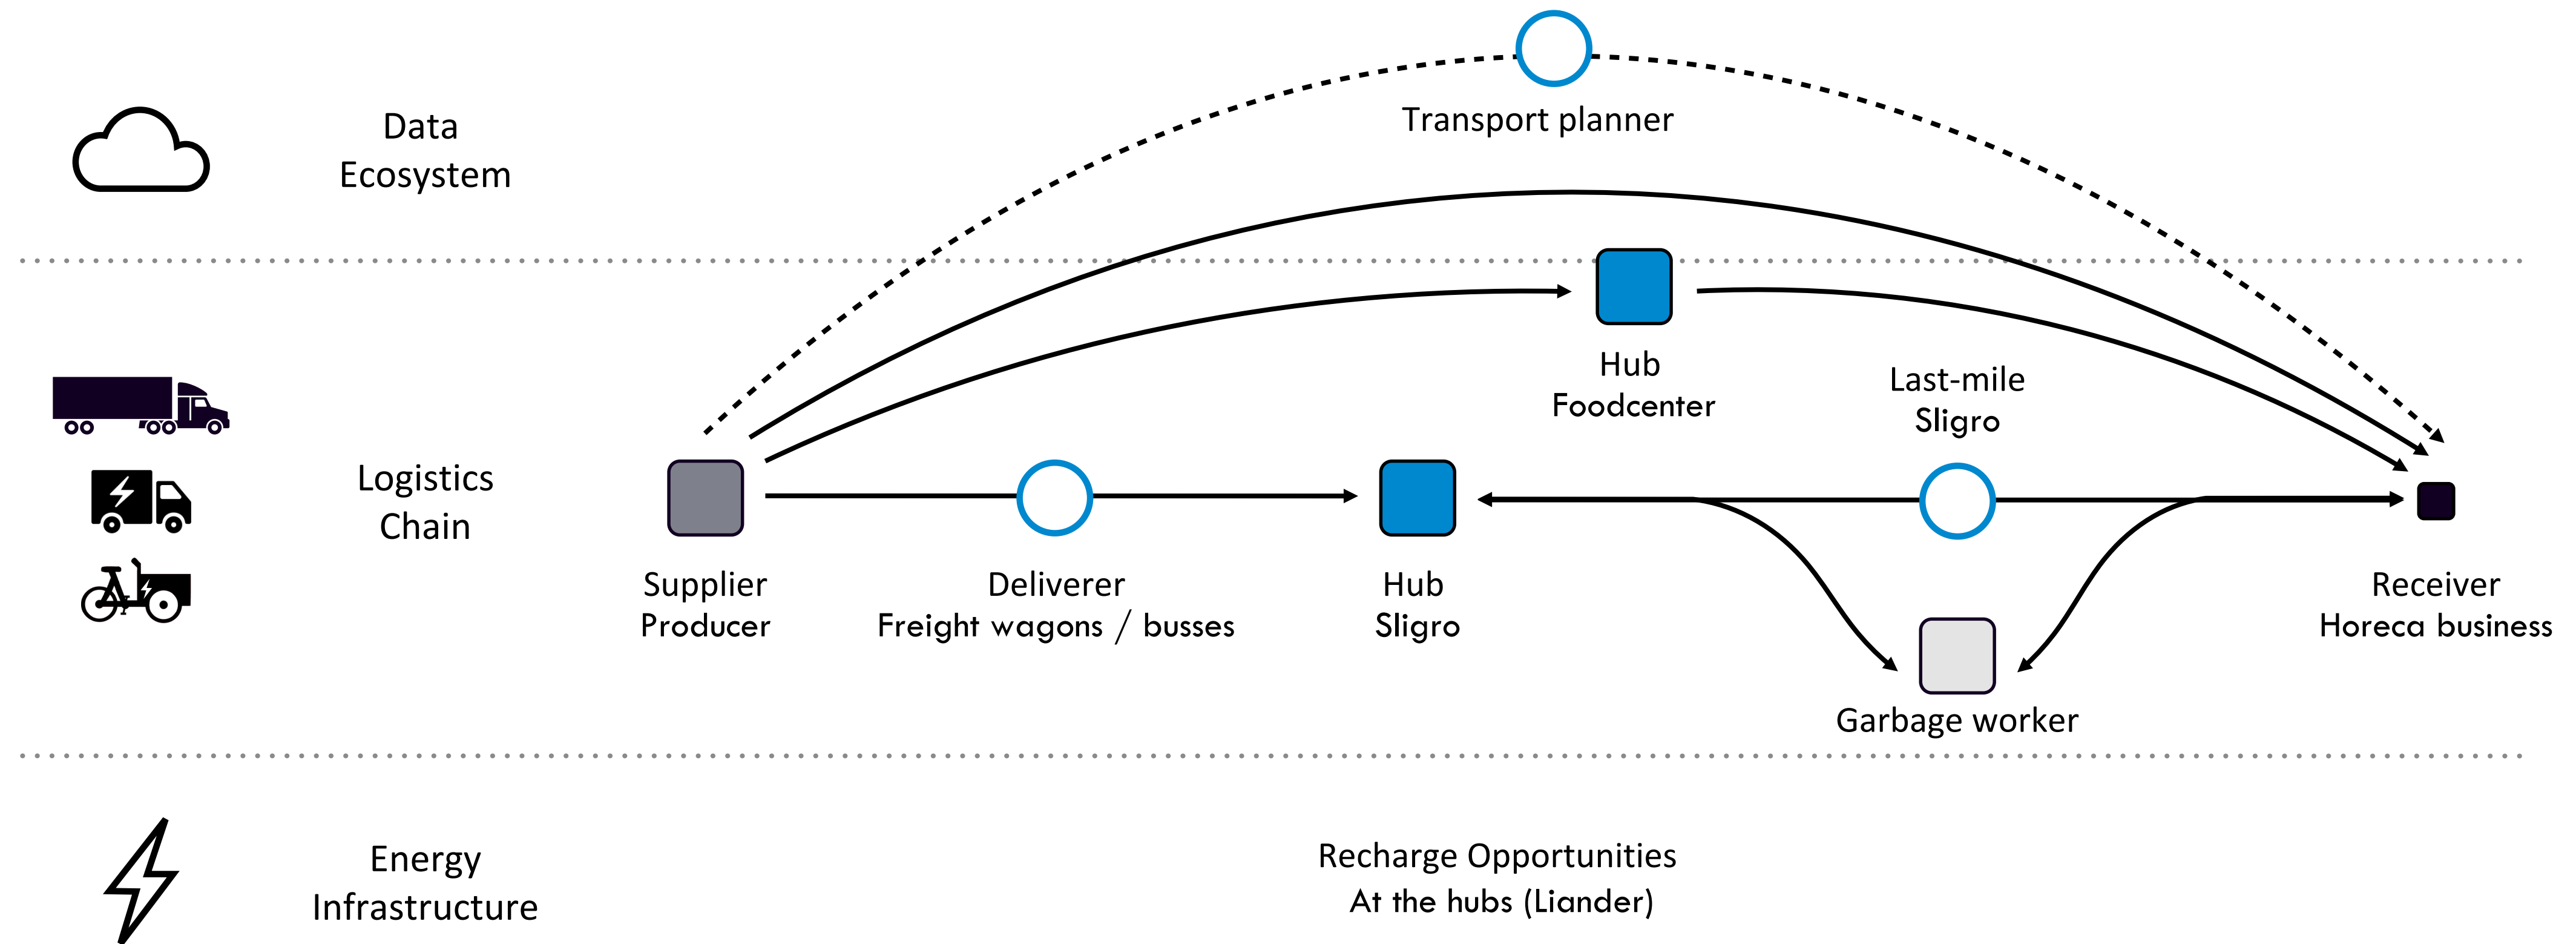 Data
Ecosystem
Transport planner
Hub
Foodcenter
Last-mile
Sligro
Logistics
Chain
Supplier
Producer
Deliverer
Freight wagons / busses
Hub
Sligro
Receiver
Horeca business
Garbage worker
Energy
Infrastructure
Recharge Opportunities
At the hubs (Liander)